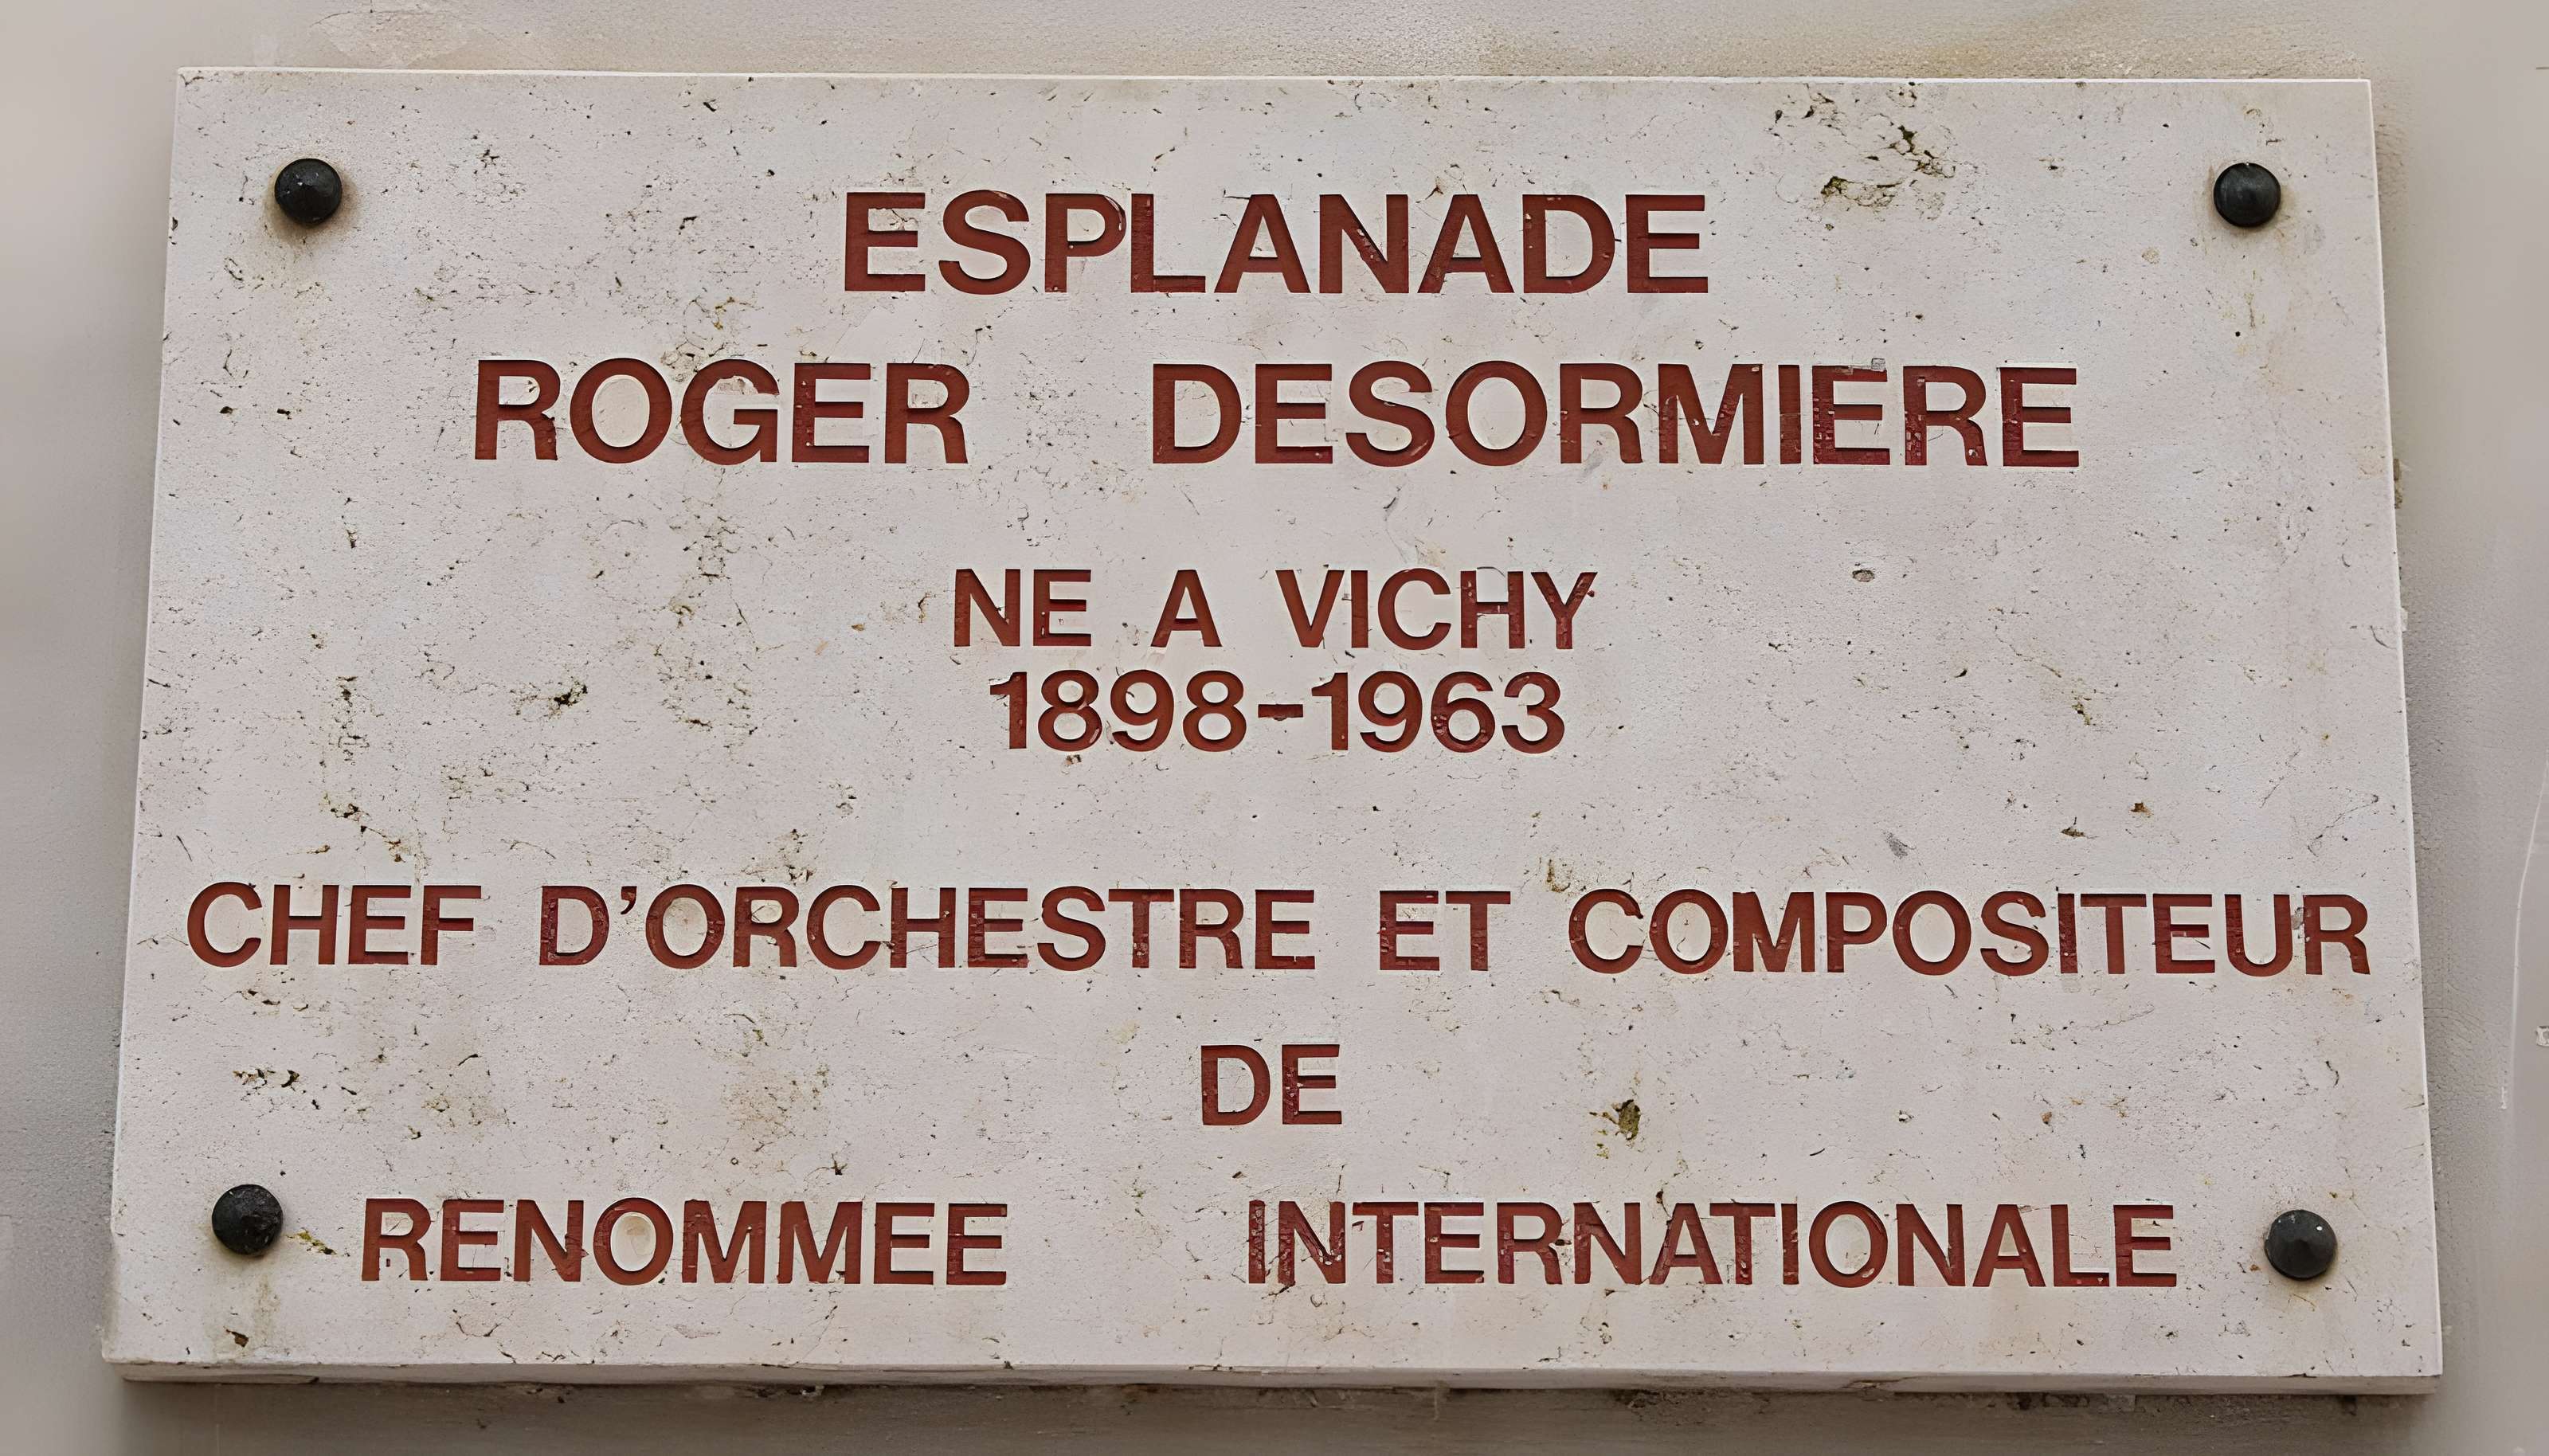 ESPLANADE
ROGER DESORMIERE
NE A VICHY
1898-1963
CHEF D'ORCHESTRE ET COMPOSITEUR
DE
RENOMMEE INTERNATIONALE